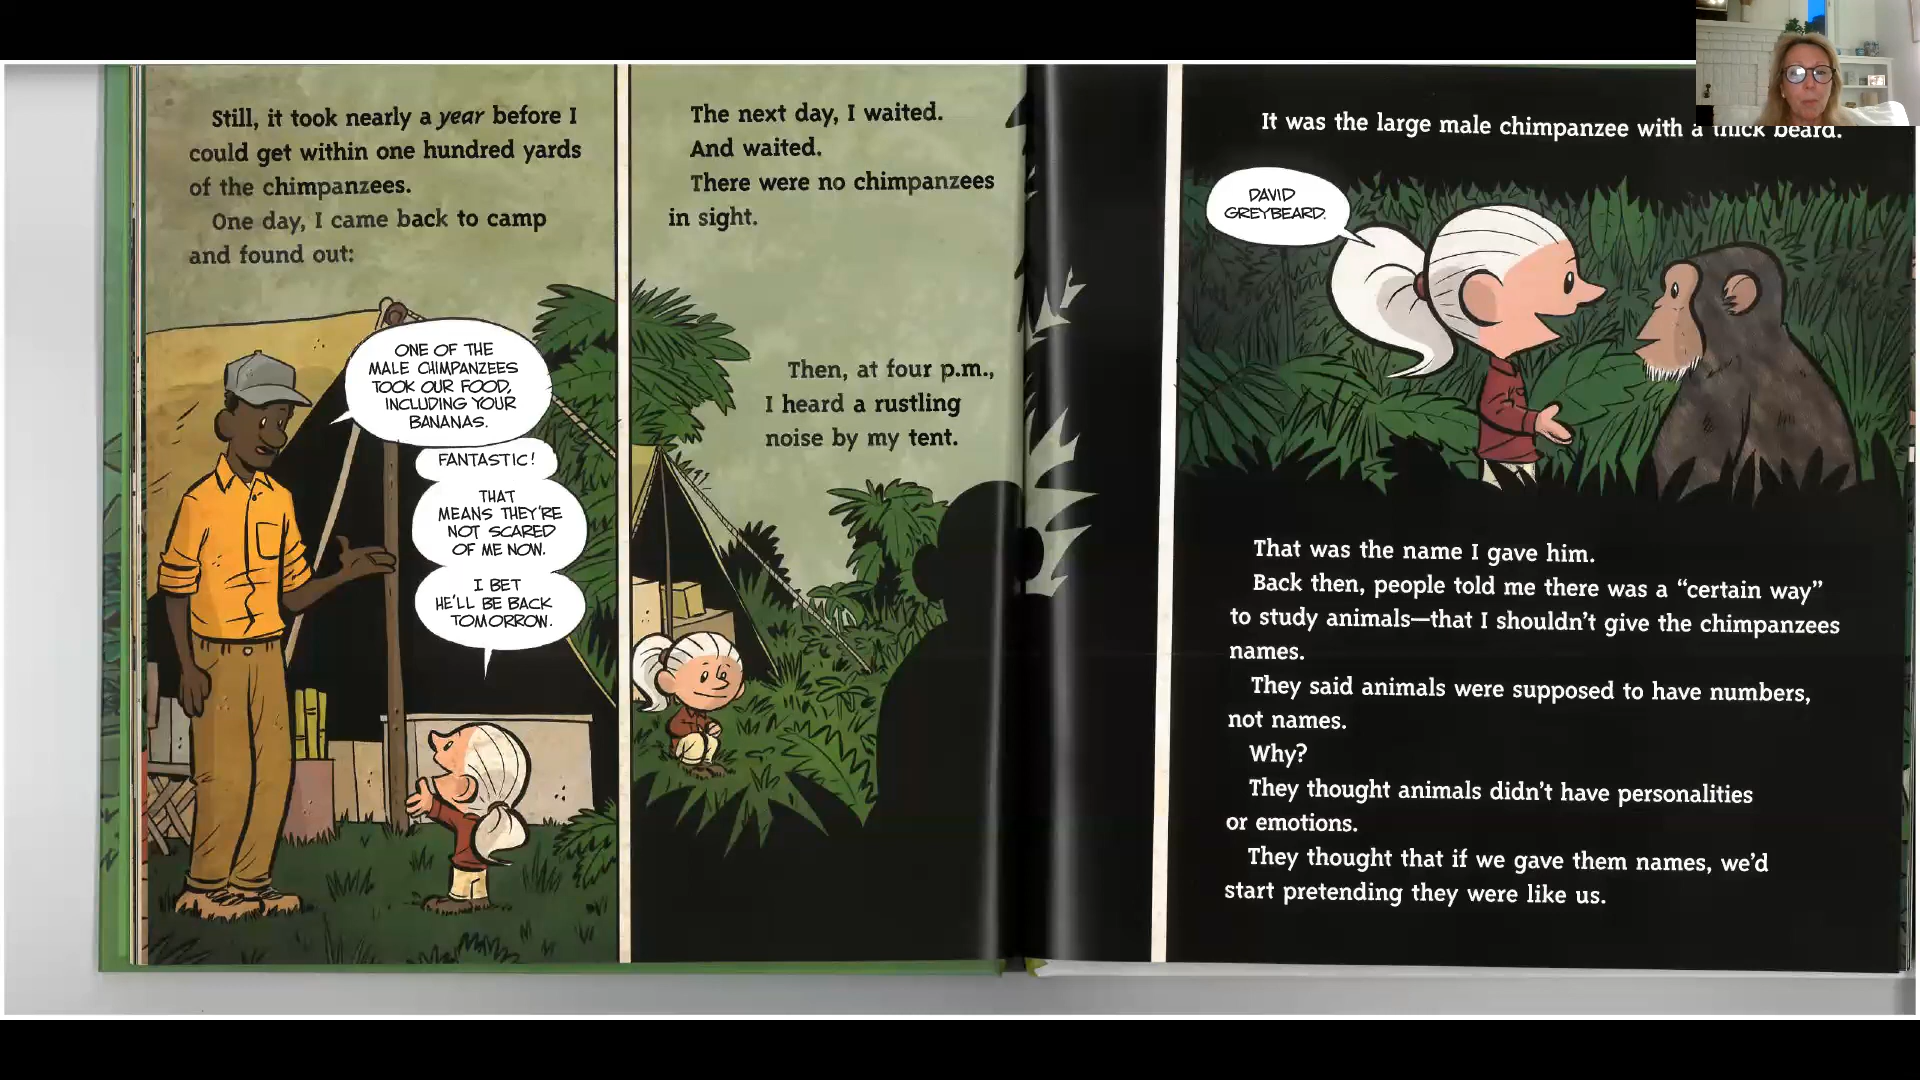 Still, it took nearly a year before I
could get within one hundred yards
of the chimpanzees.
One day, I came back to camp
and found out:
ONE OF THE
MALE CHIMPANZEES
TOOK OUR FOOD,
INCLUDING YOUR
BANANAS.
FANTASTIC!
THAT
MEANS THEY'RE
NOT SCARED
OF ME NOW.
I BET
HE'LL BE BACK
TOMORROW.
The next day, I waited.
And waited.
There were no chimpanzees
in sight.
Then, at four p.m.,
I heard a rustling
noise by my tent.
It was the large male chimpanzee with a thick beard.
DAVID
GREYBEARD.
That was the name I gave him.
Back then, people told me there was a “certain way”
to study animals—that I shouldn't give the chimpanzees
names.
They said animals were supposed to have numbers,
not names.
Why?
They thought animals didn't have personalities
or emotions.
They thought that if we gave them names, we'd
start pretending they were like us.